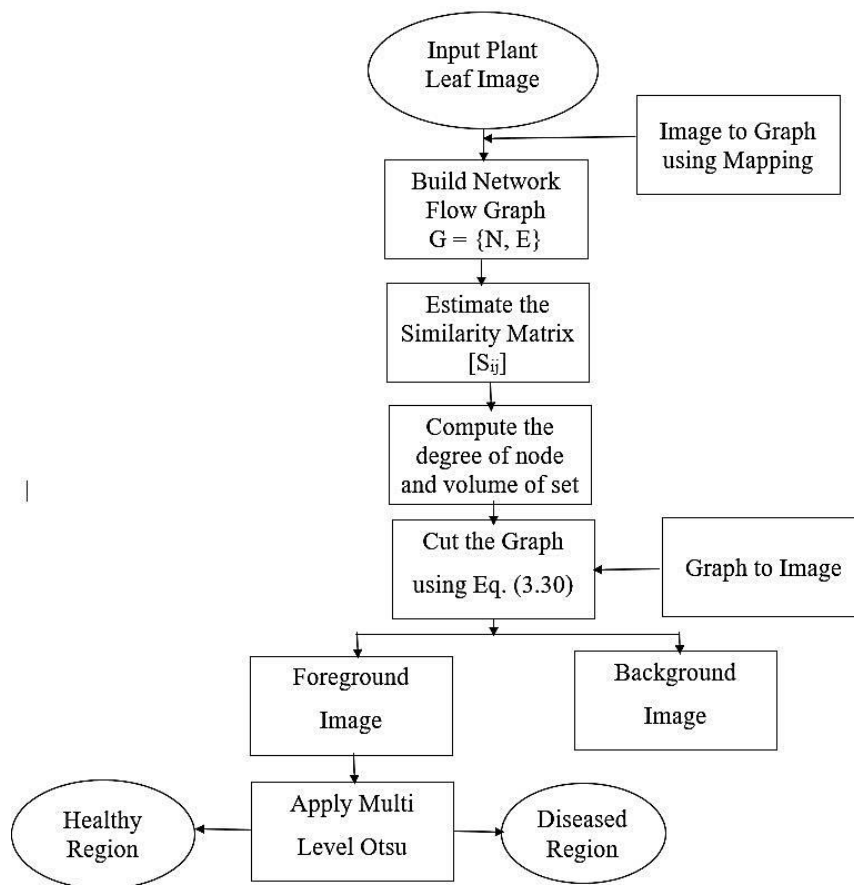 Input Plant
Leaf Image
Image to Graph
using Mapping
Build Network
Flow Graph
G = {N, E}
Estimate the
Similarity Matrix
[Sᵢⱼ]
Compute the
degree of node
and volume of set
Cut the Graph
using Eq. (3.30)
Graph to Image
Foreground
Image
Background
Image
Apply Multi
Level Otsu
Healthy
Region
Diseased
Region